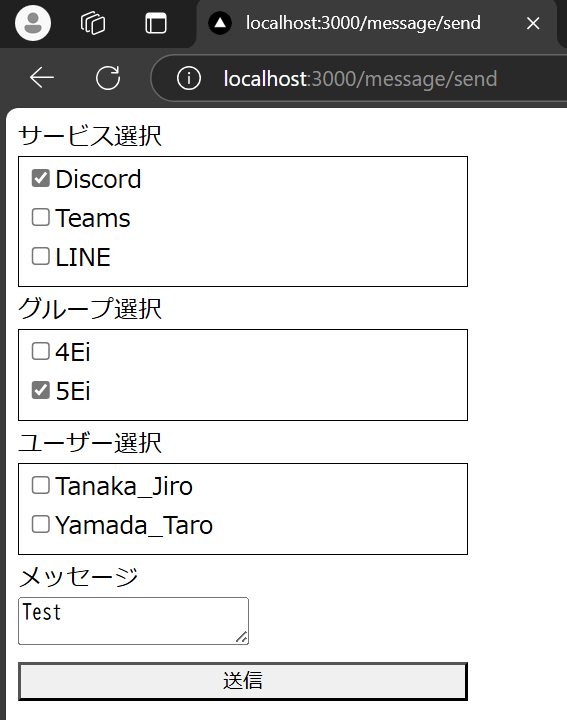 localhost:3000/message/send
localhost:3000/message/send
サービス選択
Discord
Teams
LINE
グループ選択
4Ei
5Ei
ユーザー選択
Tanaka_Jiro
Yamada_Taro
メッセージ
Test
送信